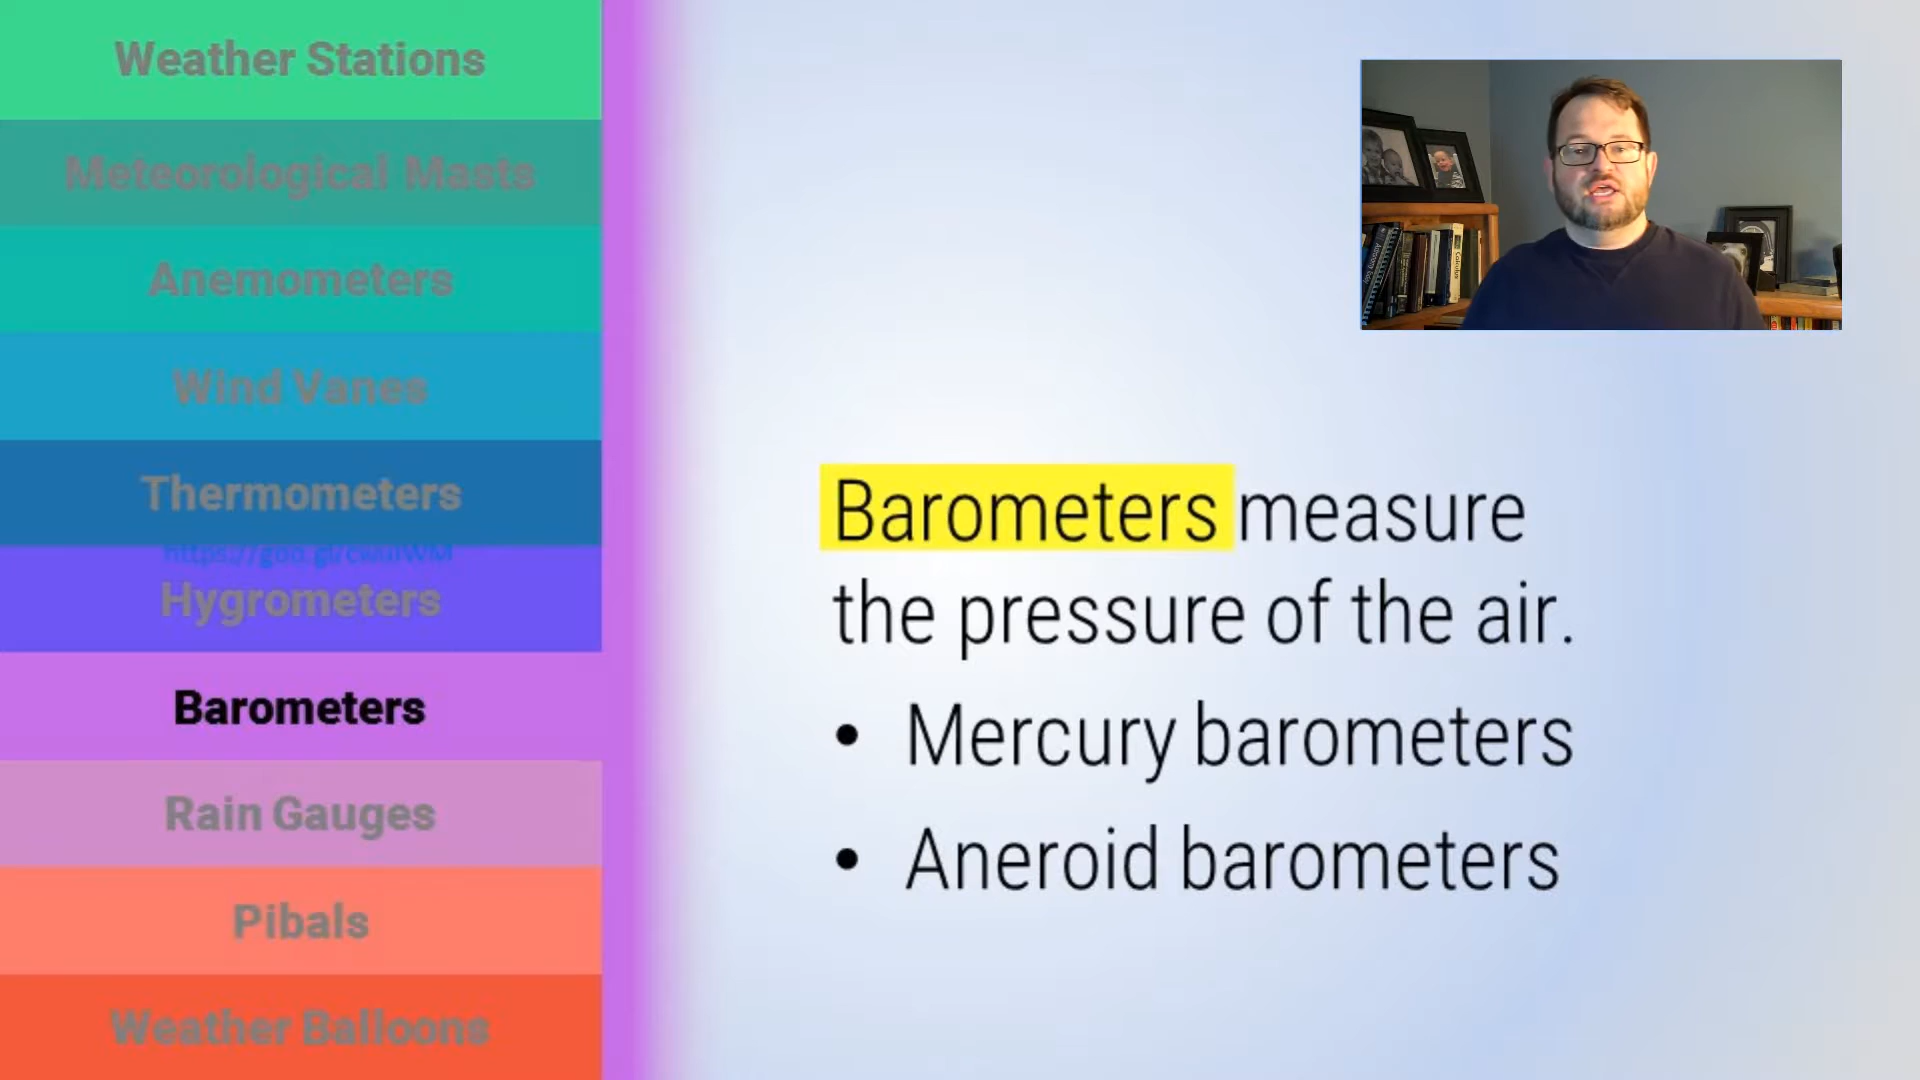 Weather Stations
Meteorological Masts
Anemometers
Wind Vanes
Thermometers
Hygrometers
Barometers
Rain Gauges
Pibals
Weather Balloons
Barometers measure
the pressure of the air.
• Mercury barometers
• Aneroid barometers
Calculus